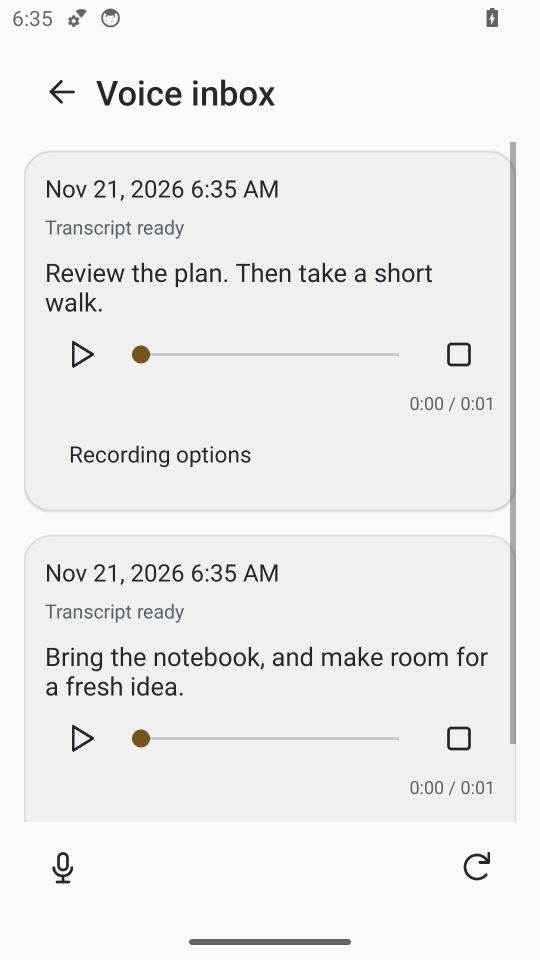 6:35
Voice inbox
Nov 21, 2026 6:35 AM
Transcript ready
Review the plan. Then take a short
walk.
0:00 / 0:01
Recording options
Nov 21, 2026 6:35 AM
Transcript ready
Bring the notebook, and make room for
a fresh idea.
0:00 / 0:01